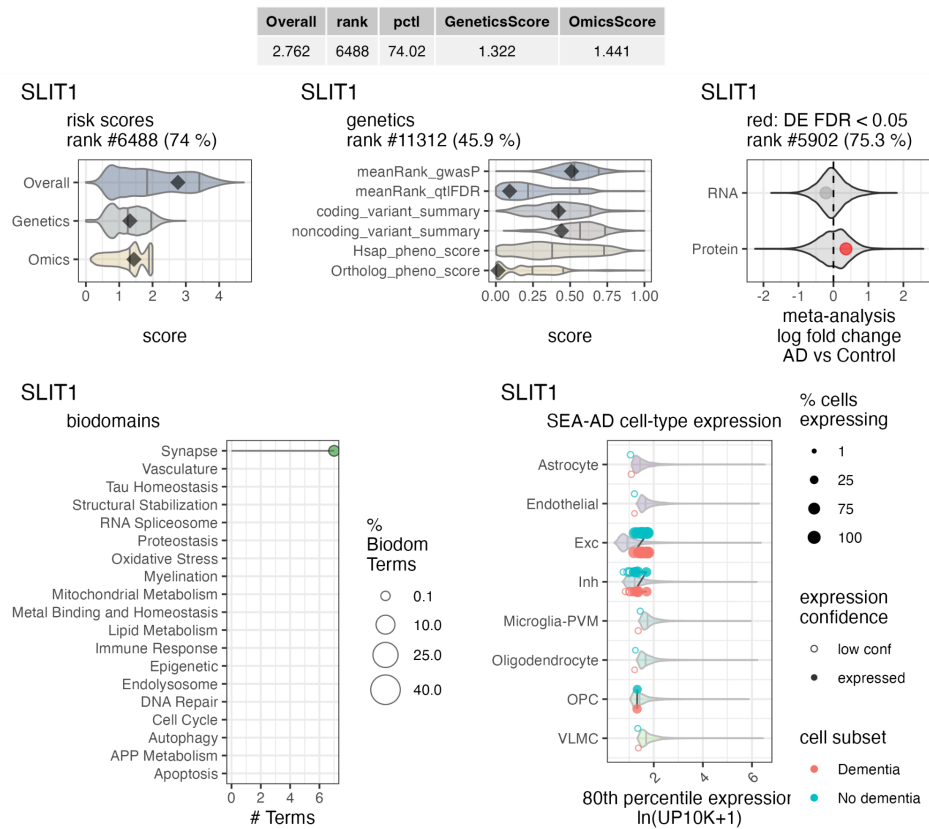 Overall rank pctl GeneticsScore OmicsScore
2.762 6488 74.02 1.322 1.441
SLIT1
risk scores
rank #6488 (74 %)
Overall
Genetics
Omics
0 1 2 3 4
score
SLIT1
genetics
rank #11312 (45.9 %)
meanRank_gwasP
meanRank_qtlFDR
coding_variant_summary
noncoding_variant_summary
Hsap_pheno_score
Ortholog_pheno_score
0.00 0.25 0.50 0.75 1.00
score
SLIT1
red: DE FDR < 0.05
rank #5902 (75.3 %)
RNA
Protein
-2 -1 0 1 2
meta-analysis
log fold change
AD vs Control
SLIT1
biodomains
Synapse
Vasculature
Tau Homeostasis
Structural Stabilization
RNA Spliceosome
Proteostasis
Oxidative Stress
Myelination
Mitochondrial Metabolism
Metal Binding and Homeostasis
Lipid Metabolism
Immune Response
Epigenetic
Endolysosome
DNA Repair
Cell Cycle
Autophagy
APP Metabolism
Apoptosis
0 2 4 6
# Terms
%
Biodom
Terms
0.1
10.0
25.0
40.0
SLIT1
SEA-AD cell-type expression
Astrocyte
Endothelial
Exc
Inh
Microglia-PVM
Oligodendrocyte
OPC
VLMC
2 4 6
80th percentile expression
ln(UP10K+1)
% cells
expressing
1
25
75
100
expression
confidence
low conf
expressed
cell subset
Dementia
No dementia